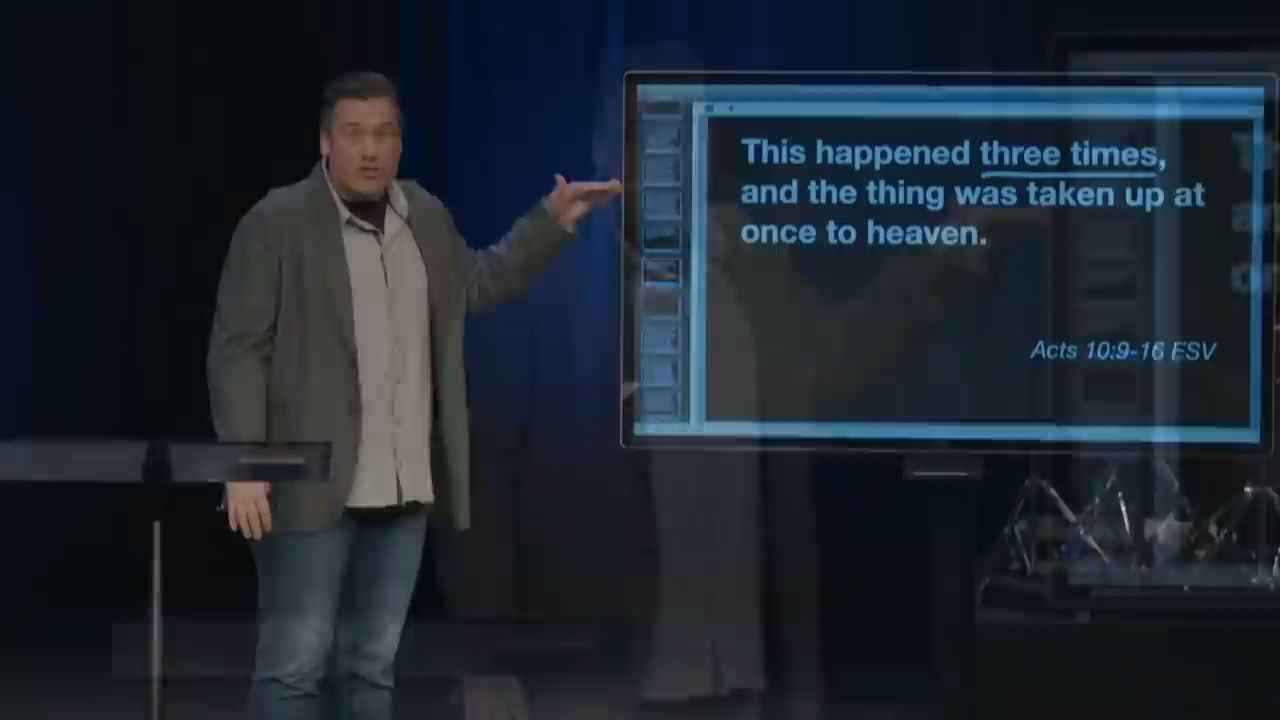 This happened three times,
and the thing was taken up at
once to heaven.
Acts 10:9-16 ESV